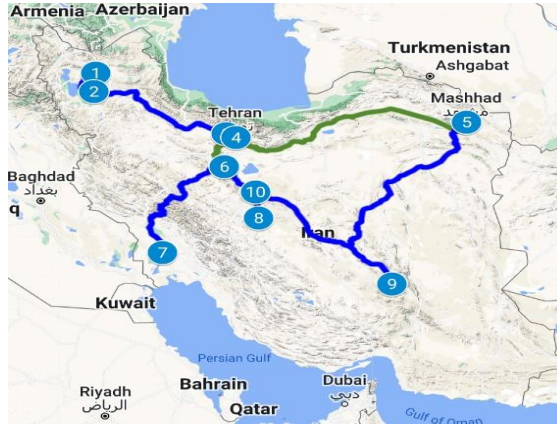 Armenia
Azerbaijan
Turkmenistan
Ashgabat
1
2
Tehran
4
Mashhad
5
Baghdad
بغداد
q
6
10
8
Iran
7
9
Kuwait
Persian Gulf
Bahrain
Dubai
دبي
Riyadh
الرياض
Qatar
Gulf of Oman